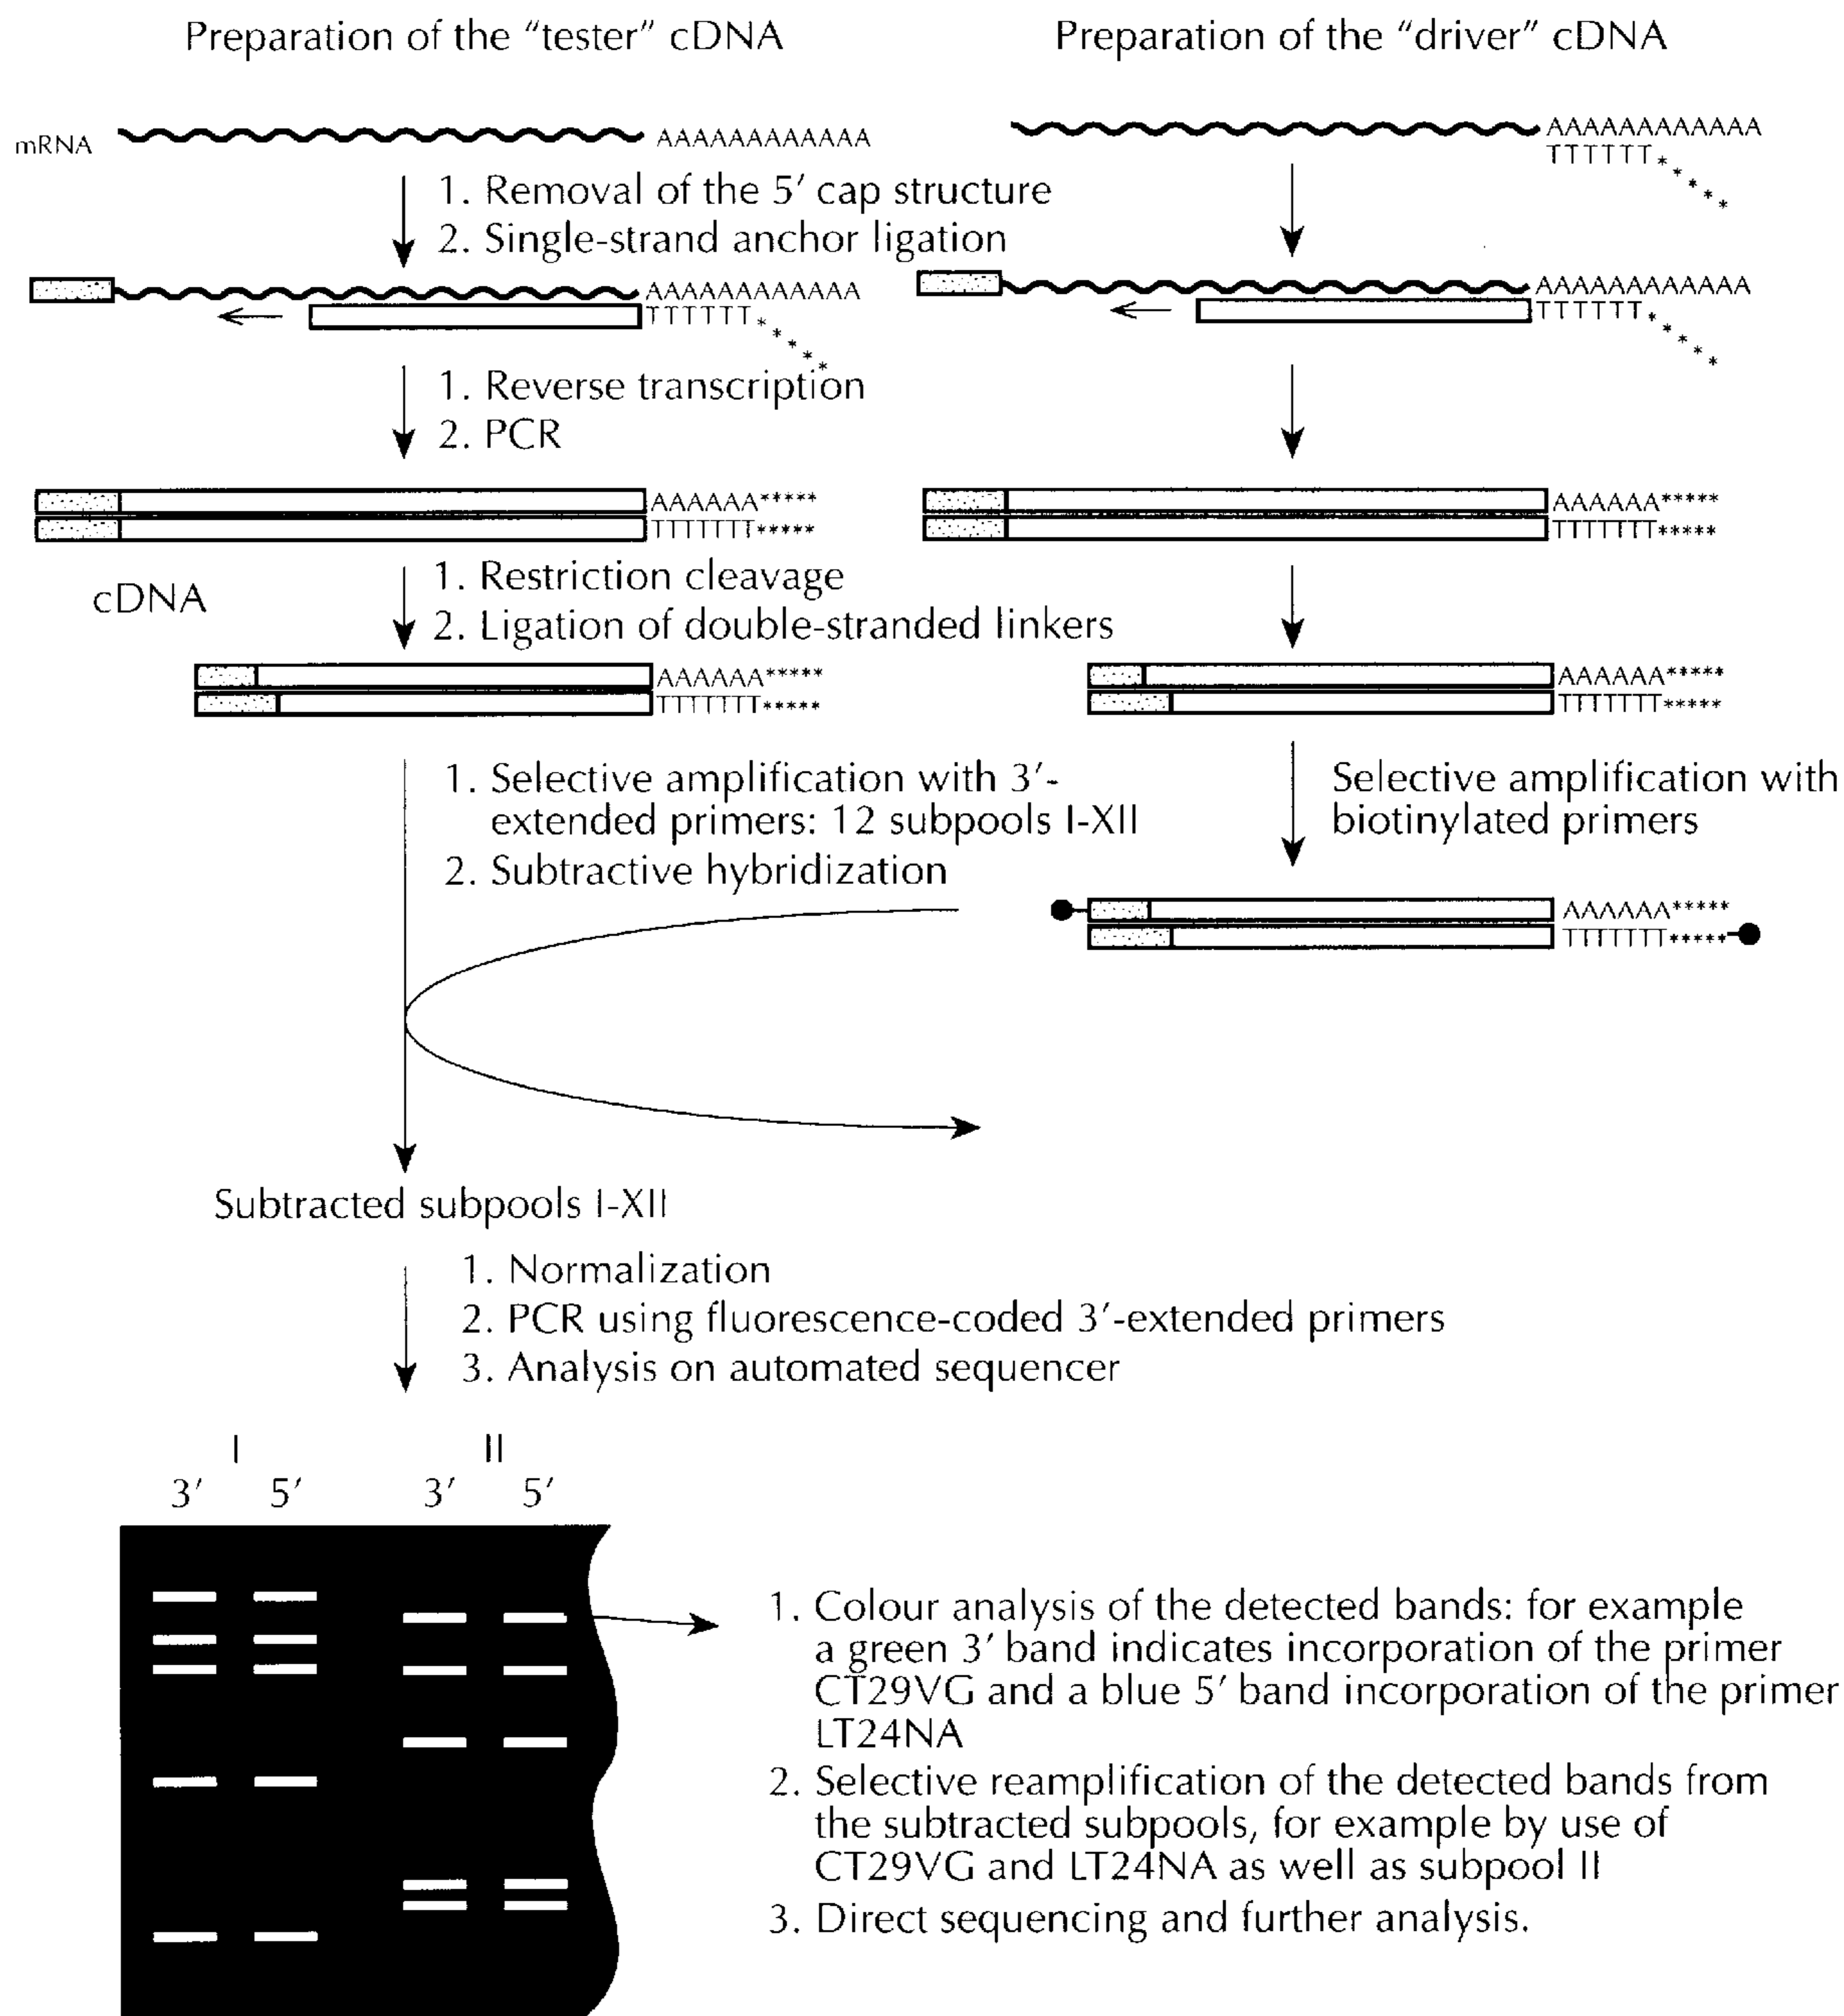 Preparation of the “tester” cDNA
Preparation of the “driver” cDNA
mRNA
AAAAAAAAAAAA
AAAAAAAAAAAA
TTTTTT*
* * * *
1. Removal of the 5′ cap structure
2. Single-strand anchor ligation
AAAAAAAAAAAA
TTTTTT*
* * * *
AAAAAAAAAAAA
TTTTTT*
* * * *
1. Reverse transcription
2. PCR
AAAAAA*****
TTTTTTT*****
AAAAAA*****
TTTTTTT*****
cDNA
1. Restriction cleavage
2. Ligation of double-stranded linkers
AAAAAA*****
TTTTTTT*****
AAAAAA*****
TTTTTTT*****
1. Selective amplification with 3′-
extended primers: 12 subpools I-XII
2. Subtractive hybridization
Selective amplification with
biotinylated primers
AAAAAA*****
TTTTTTT*****
Subtracted subpools I-XII
1. Normalization
2. PCR using fluorescence-coded 3′-extended primers
3. Analysis on automated sequencer
I II
3′ 5′ 3′ 5′
1. Colour analysis of the detected bands: for example
a green 3′ band indicates incorporation of the primer
CT29VG and a blue 5′ band incorporation of the primer
LT24NA
2. Selective reamplification of the detected bands from
the subtracted subpools, for example by use of
CT29VG and LT24NA as well as subpool II
3. Direct sequencing and further analysis.